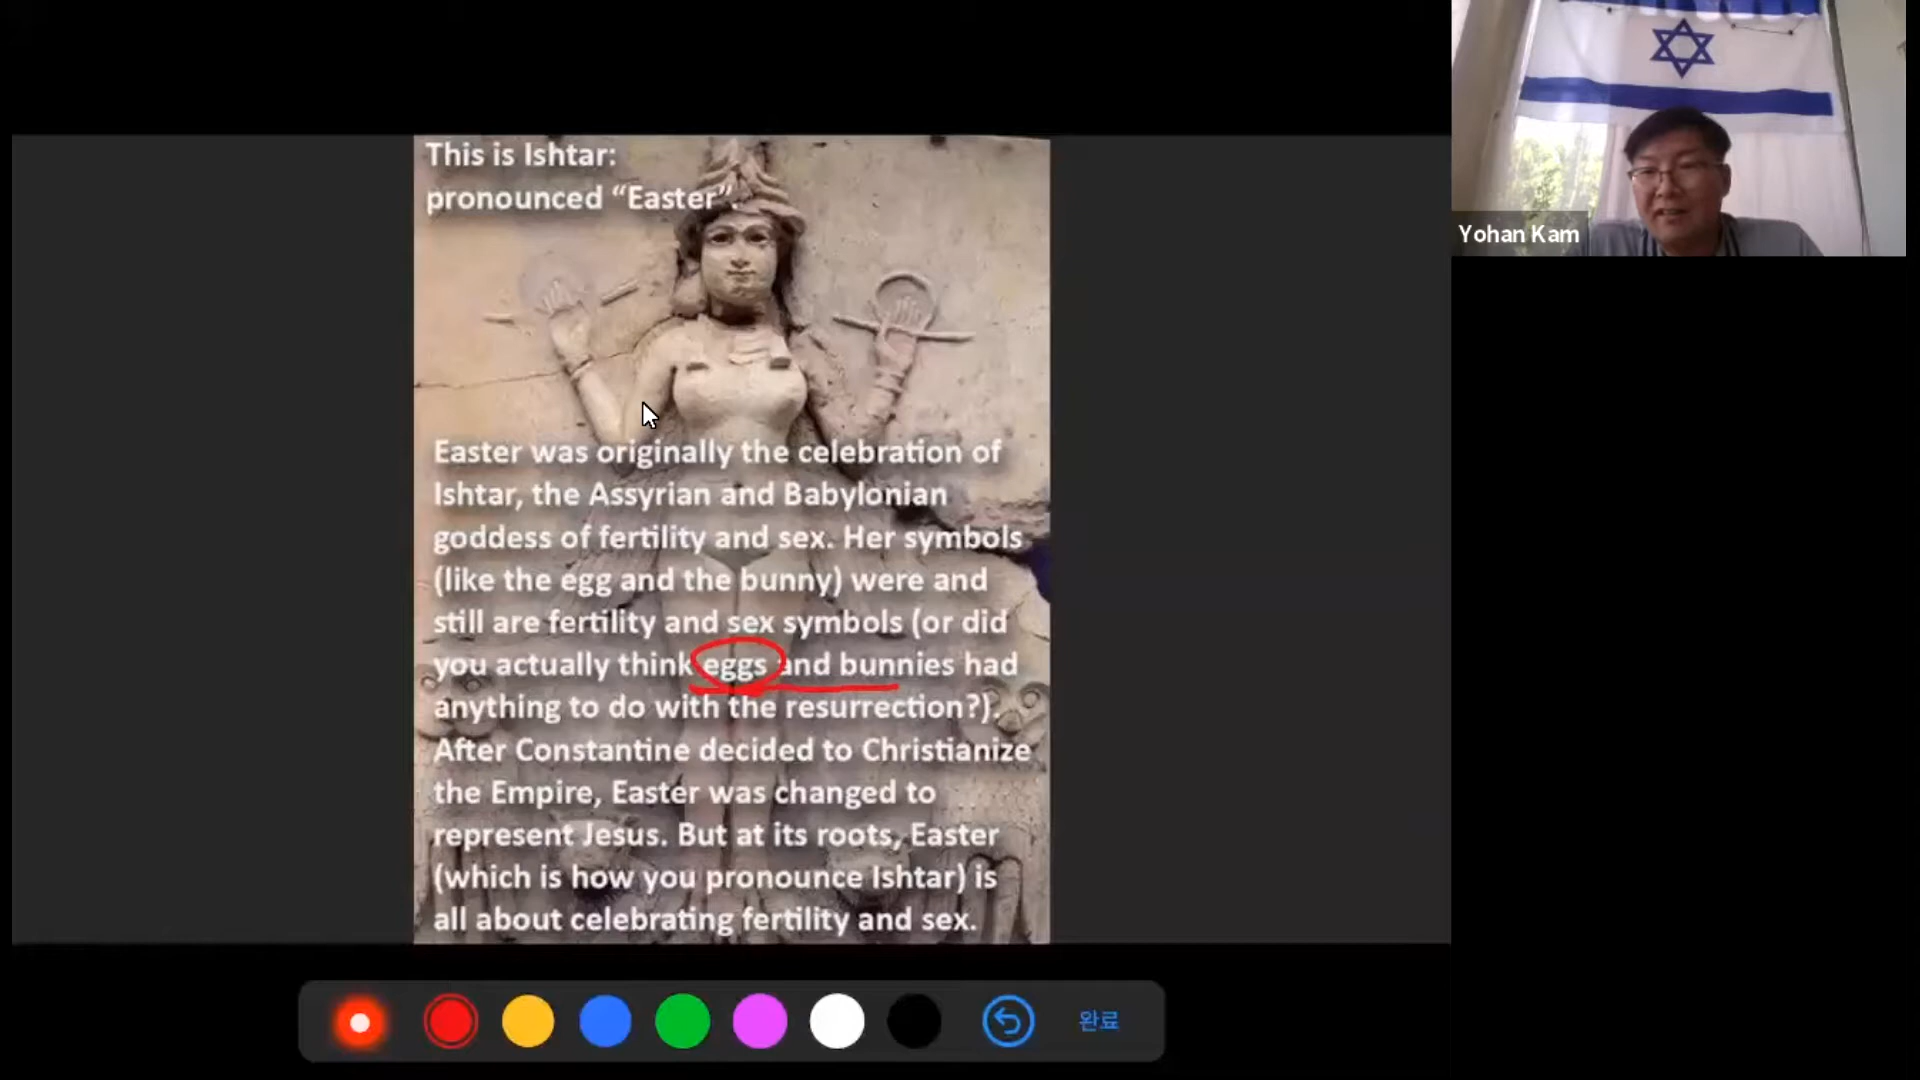 This is Ishtar:
pronounced “Easter”.
Easter was originally the celebration of
Ishtar, the Assyrian and Babylonian
goddess of fertility and sex. Her symbols
(like the egg and the bunny) were and
still are fertility and sex symbols (or did
you actually think eggs and bunnies had
anything to do with the resurrection?).
After Constantine decided to Christianize
the Empire, Easter was changed to
represent Jesus. But at its roots, Easter
(which is how you pronounce Ishtar) is
all about celebrating fertility and sex.
Yohan Kam
완료